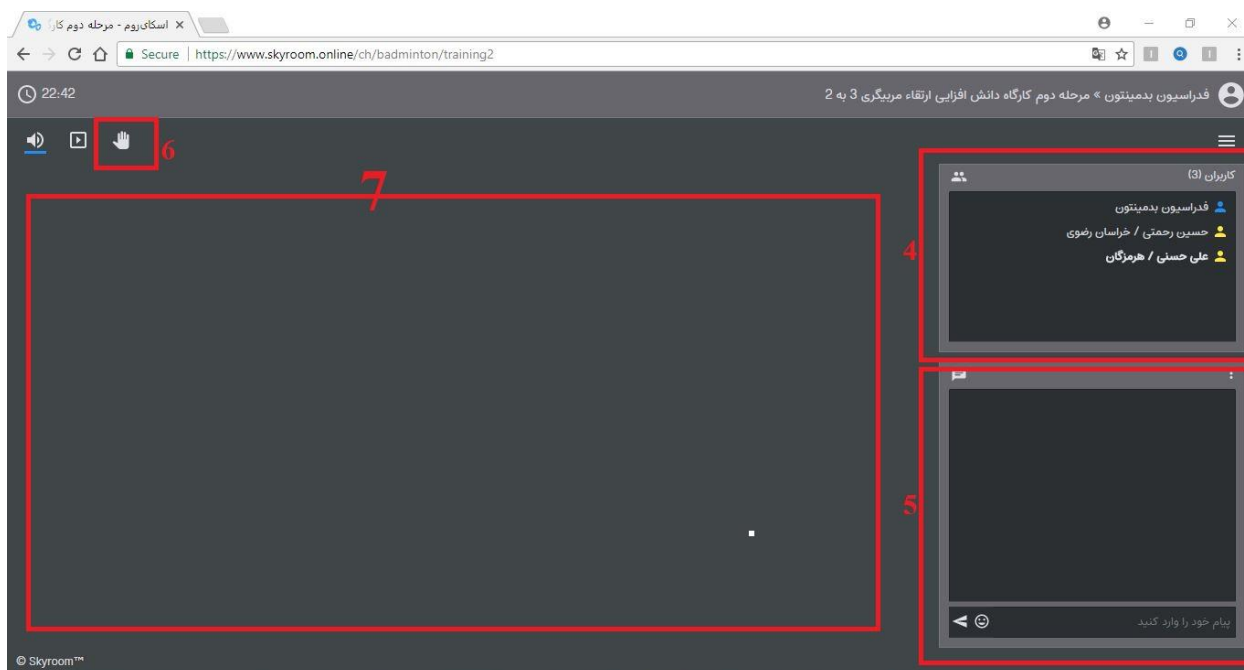 اسکای‌روم - مرحله دوم کار
Secure | https://www.skyroom.online/ch/badminton/training2
22:42
فدراسیون بدمینتون » مرحله دوم کارگاه دانش افزایی ارتقاء مربیگری 3 به 2
6
7
کاربران (3)
فدراسیون بدمینتون
حسین رحمتی / خراسان رضوی
علی حسنی / هرمزگان
4
5
پیام خود را وارد کنید
© Skyroom™